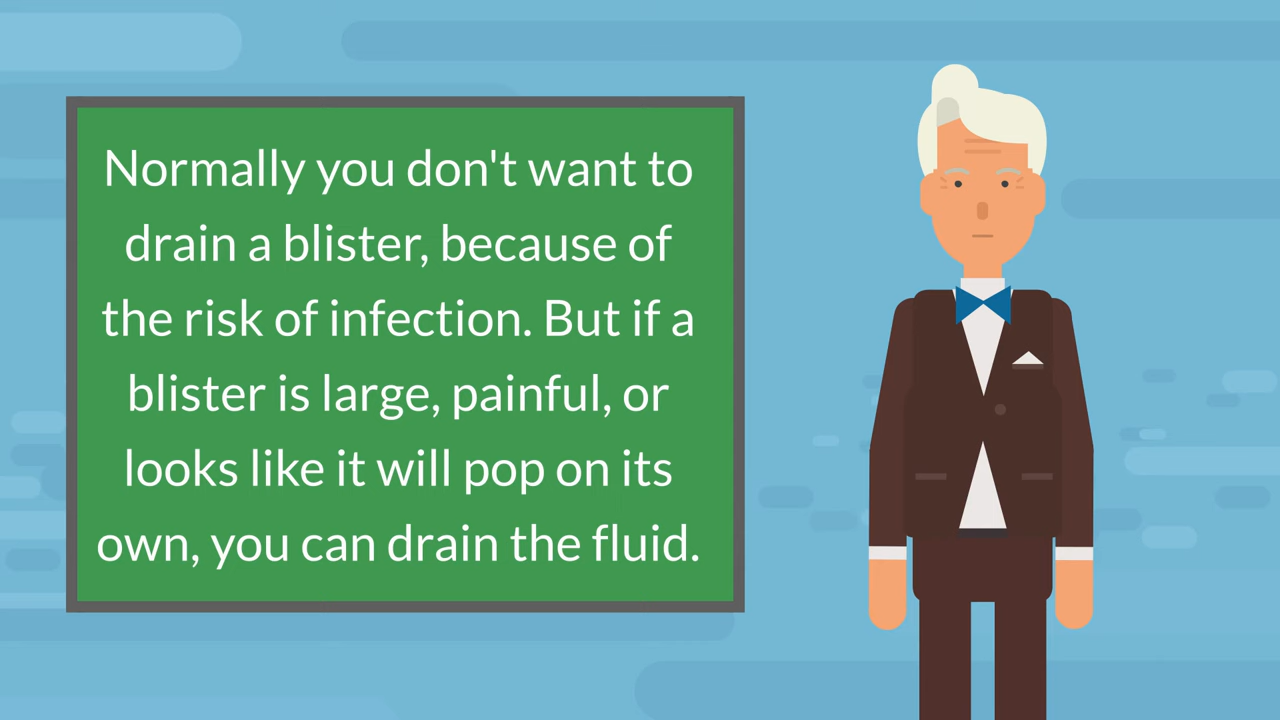 Normally you don't want to
drain a blister, because of
the risk of infection. But if a
blister is large, painful, or
looks like it will pop on its
own, you can drain the fluid.